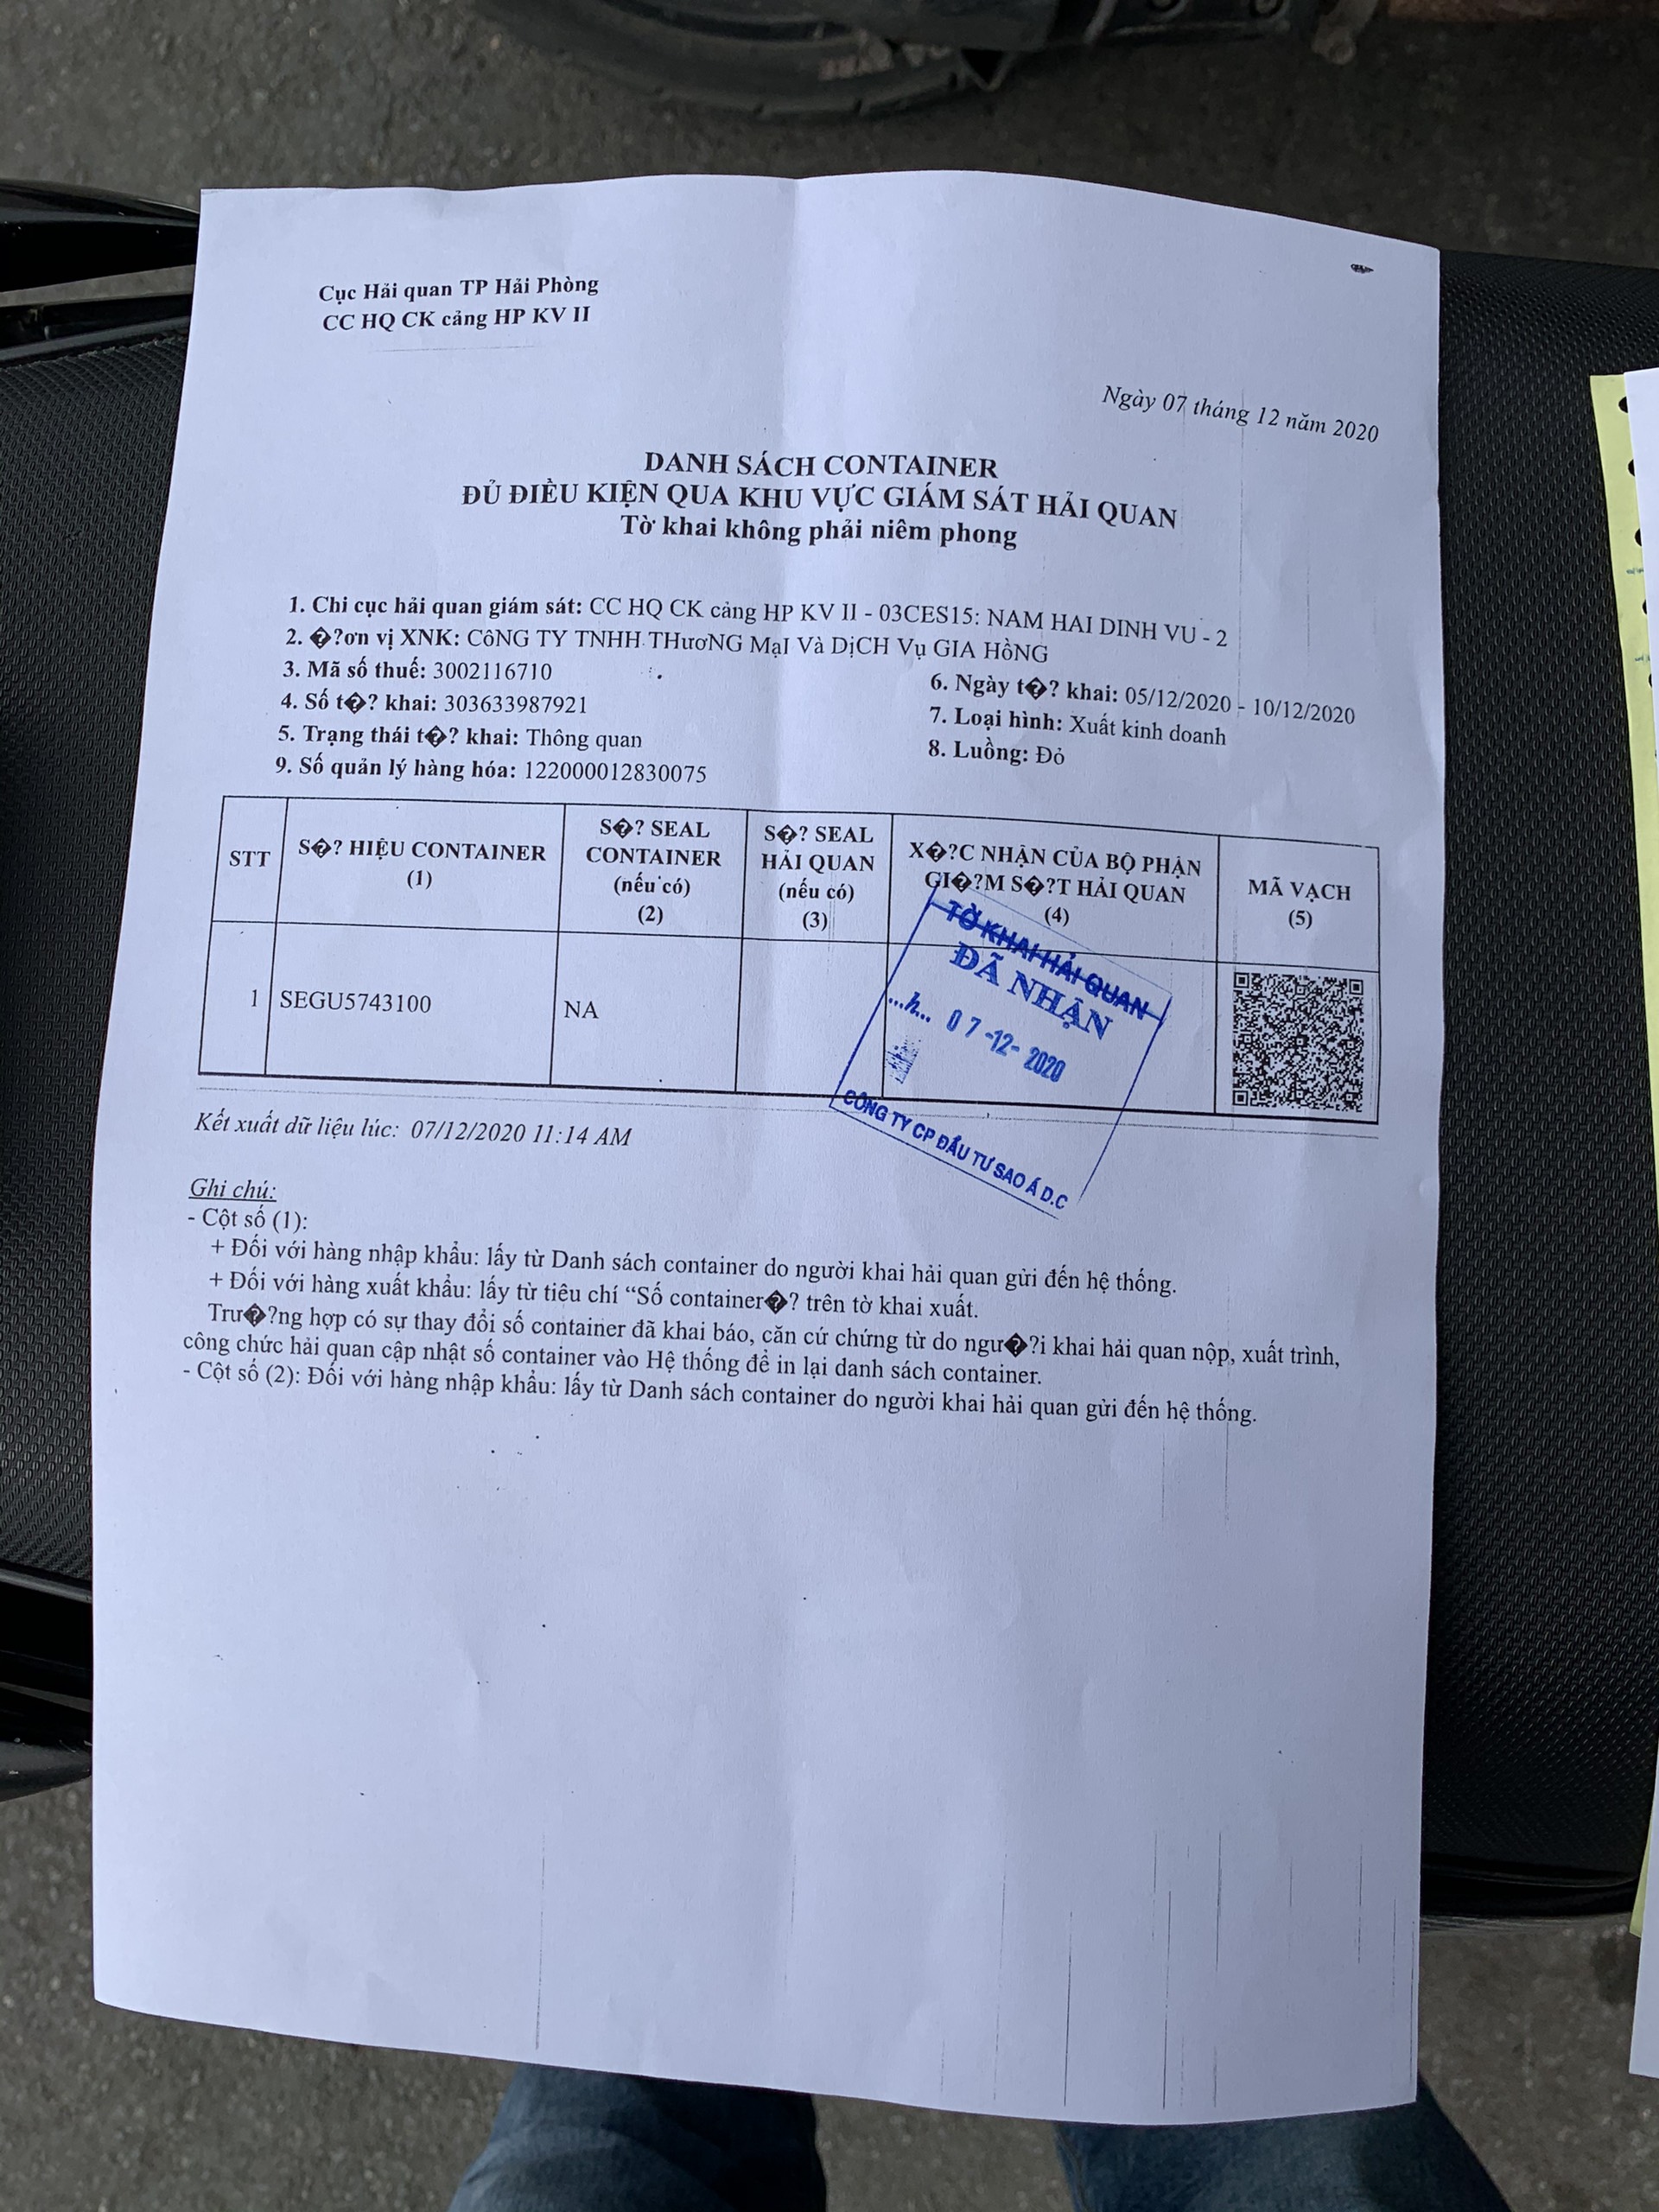 Cục Hải quan TP Hải Phòng
CC HQ CK cảng HP KV II
Ngày 07 tháng 12 năm 2020
DANH SÁCH CONTAINER
ĐỦ ĐIỀU KIỆN QUA KHU VỰC GIÁM SÁT HẢI QUAN
Tờ khai không phải niêm phong
1. Chi cục hải quan giám sát: CC HQ CK cảng HP KV II - 03CES15: NAM HAI DINH VU - 2
2. �?ơn vị XNK: CôNG TY TNHH THươNG MạI Và DịCH Vụ GIA HồNG
3. Mã số thuế: 3002116710
6. Ngày t�? khai: 05/12/2020 - 10/12/2020
4. Số t�? khai: 303633987921
7. Loại hình: Xuất kinh doanh
5. Trạng thái t�? khai: Thông quan
8. Luồng: Đỏ
9. Số quản lý hàng hóa: 122000012830075
STT
S�? HIỆU CONTAINER
(1)
S�? SEAL
CONTAINER
(nếu có)
(2)
S�? SEAL
HẢI QUAN
(nếu có)
(3)
X�?C NHẬN CỦA BỘ PHẬN
GI�?M S�?T HẢI QUAN
(4)
MÃ VẠCH
(5)
1 SEGU5743100 NA
TỜ KHAI HẢI QUAN
ĐÃ NHẬN
...h... 07-12-2020
CÔNG TY CP ĐẦU TƯ SAO Á D.C
Kết xuất dữ liệu lúc: 07/12/2020 11:14 AM
Ghi chú:
- Cột số (1):
+ Đối với hàng nhập khẩu: lấy từ Danh sách container do người khai hải quan gửi đến hệ thống.
+ Đối với hàng xuất khẩu: lấy từ tiêu chí “Số container�? trên tờ khai xuất.
Trư�?ng hợp có sự thay đổi số container đã khai báo, căn cứ chứng từ do ngư�?i khai hải quan nộp, xuất trình,
công chức hải quan cập nhật số container vào Hệ thống để in lại danh sách container.
- Cột số (2): Đối với hàng nhập khẩu: lấy từ Danh sách container do người khai hải quan gửi đến hệ thống.